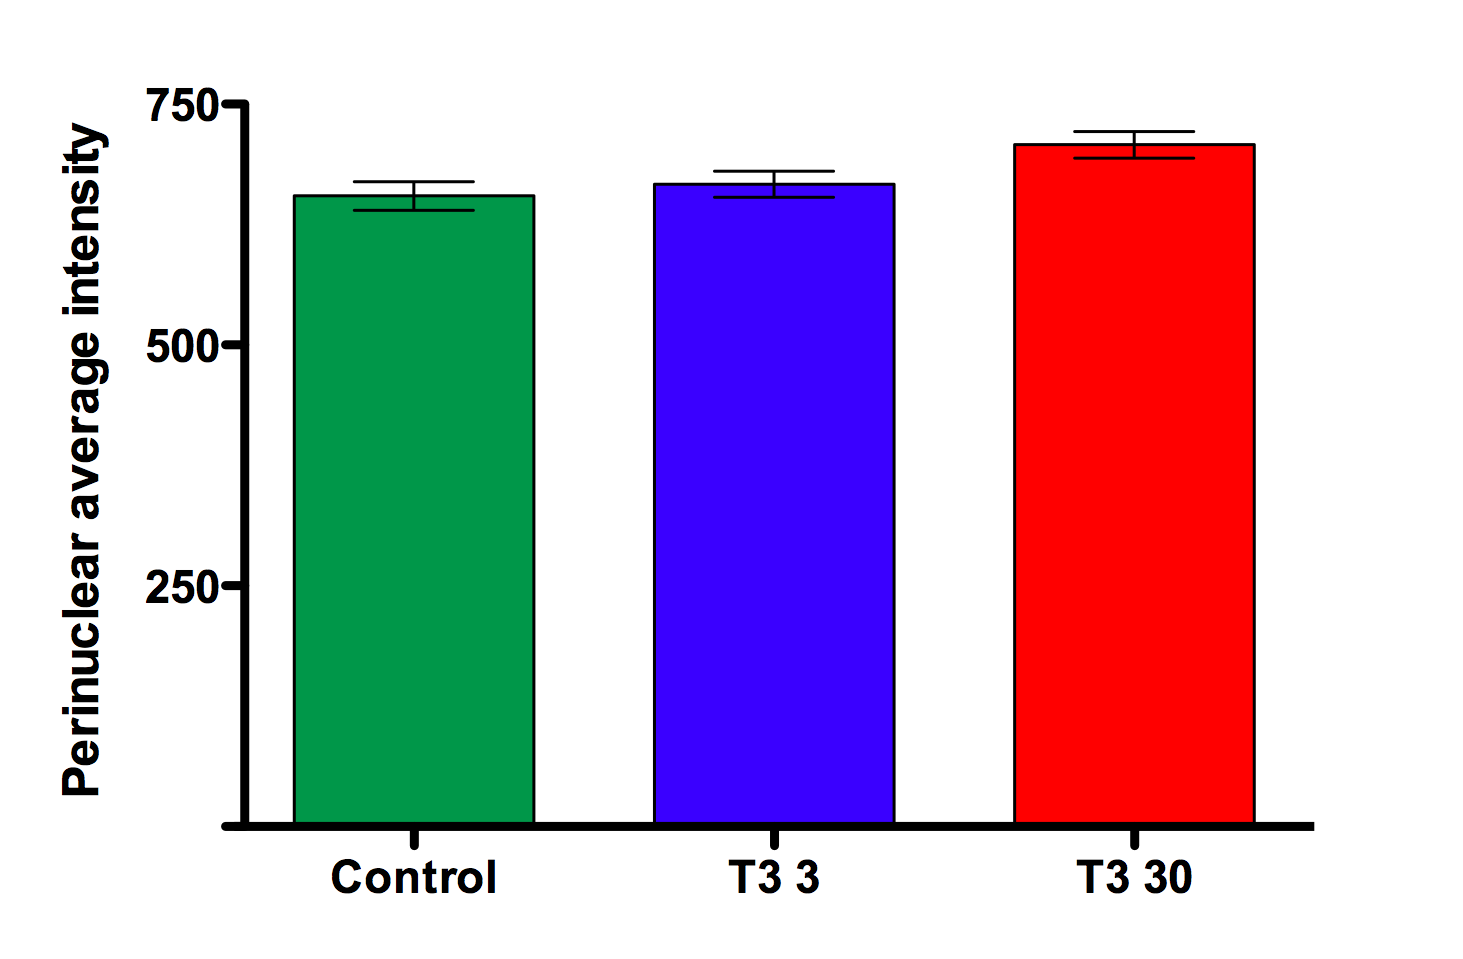 Perinuclear average intensity
750
500
250
Control
T3 3
T3 30